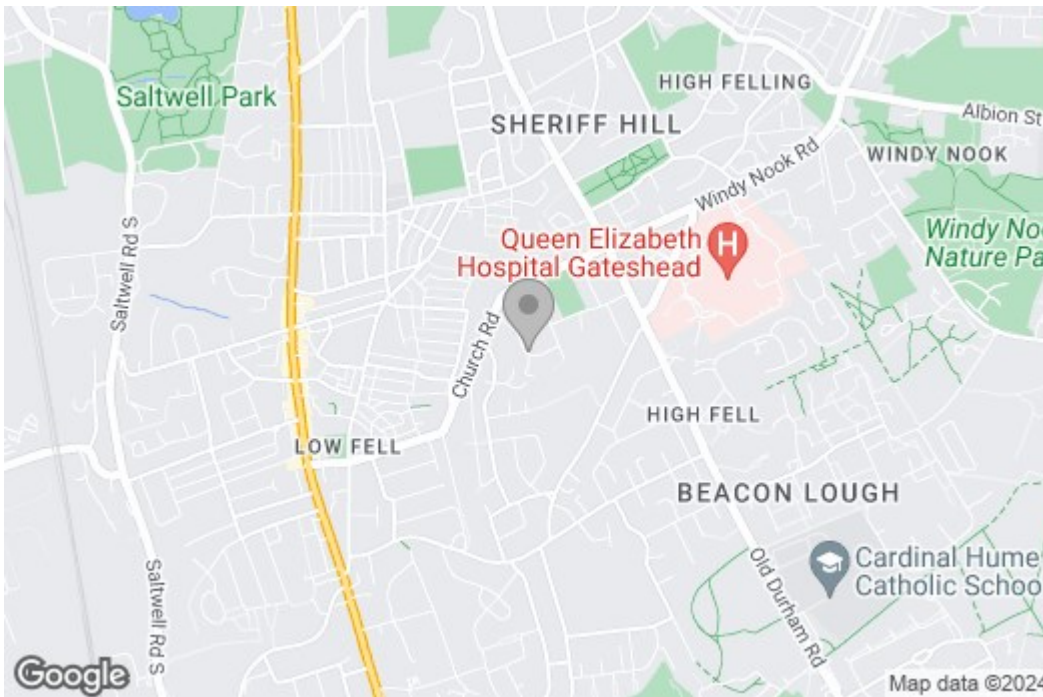 HIGH FELLING
Saltwell Park
SHERIFF HILL
Albion St
WINDY NOOK
Windy Nook Rd
Queen Elizabeth
Hospital Gateshead
H
Windy Noo
Nature Pa
Saltwell Rd S
Church Rd
HIGH FELL
LOW FELL
BEACON LOUGH
Cardinal Hume
Catholic Schoo
Old Durham Rd
Saltwell Rd S
Google
Map data ©2024